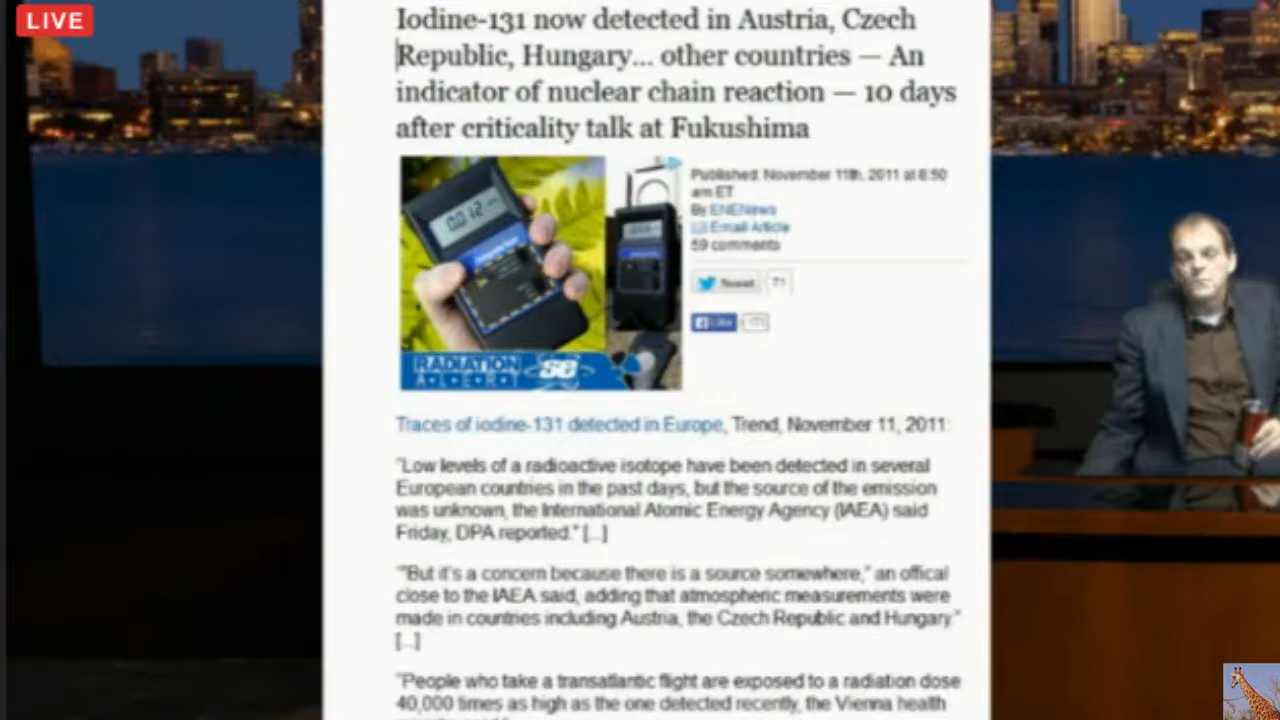 LIVE
Iodine-131 now detected in Austria, Czech
Republic, Hungary... other countries — An
indicator of nuclear chain reaction — 10 days
after criticality talk at Fukushima
0.012
Published: November 11th, 2011 at 8:50
am ET
By ENENews
Email Article
59 comments
Tweet 71
Like
RADIATION
ALERT
Traces of iodine-131 detected in Europe, Trend, November 11, 2011:
"Low levels of a radioactive isotope have been detected in several
European countries in the past days, but the source of the emission
was unknown, the International Atomic Energy Agency (IAEA) said
Friday, DPA reported." [...]
"'But it's a concern because there is a source somewhere,'' an offical
close to the IAEA said, adding that atmospheric measurements were
made in countries including Austria, the Czech Republic and Hungary."
[...]
"People who take a transatlantic flight are exposed to a radiation dose
40,000 times as high as the one detected recently, the Vienna health